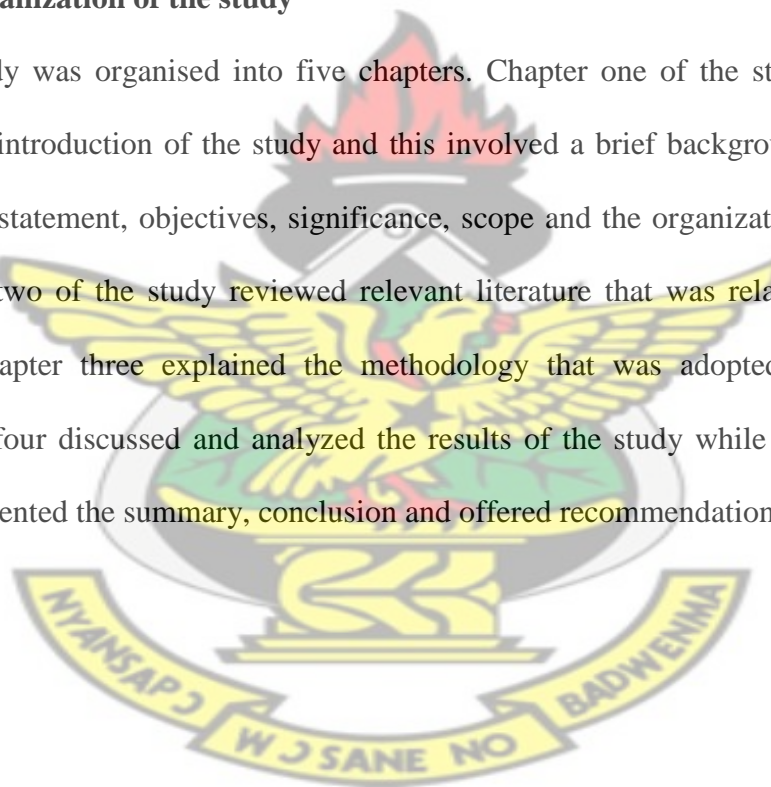 anization of the study
dy was organised into five chapters. Chapter one of the st
introduction of the study and this involved a brief backgro
statement, objectives, significance, scope and the organizat
two of the study reviewed relevant literature that was rela
apter three explained the methodology that was adopted
four discussed and analyzed the results of the study while
ented the summary, conclusion and offered recommendation
NYANSAPƆ WƆSANE NO BADWENMA